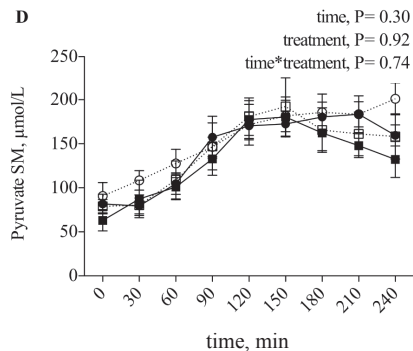 D
time, P= 0.30
treatment, P= 0.92
time*treatment, P= 0.74
Pyruvate SM, µmol/L
250
200
150
100
50
0
0 30 60 90 120 150 180 210 240
time, min